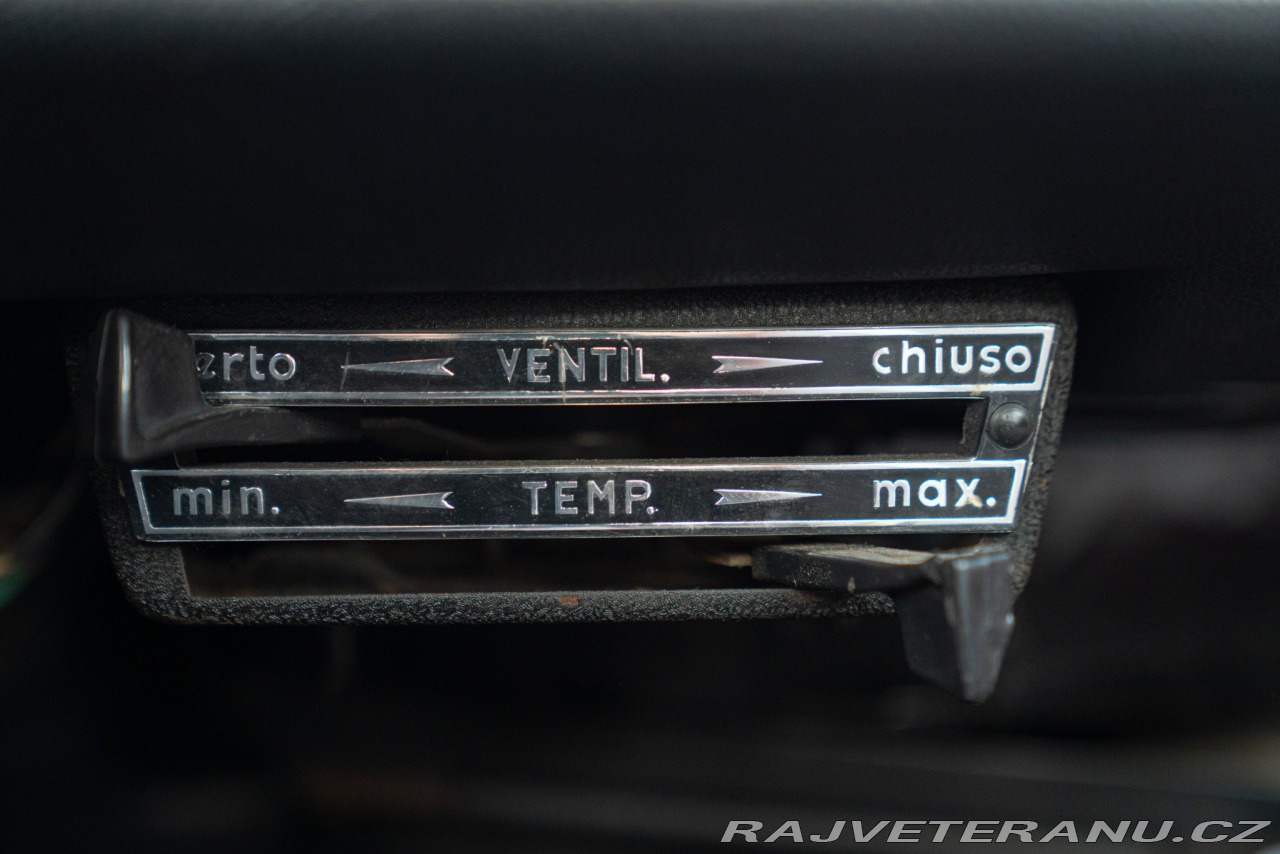 erto VENTIL. chiuso
min. TEMP. max.
RAJVETERANU.CZ